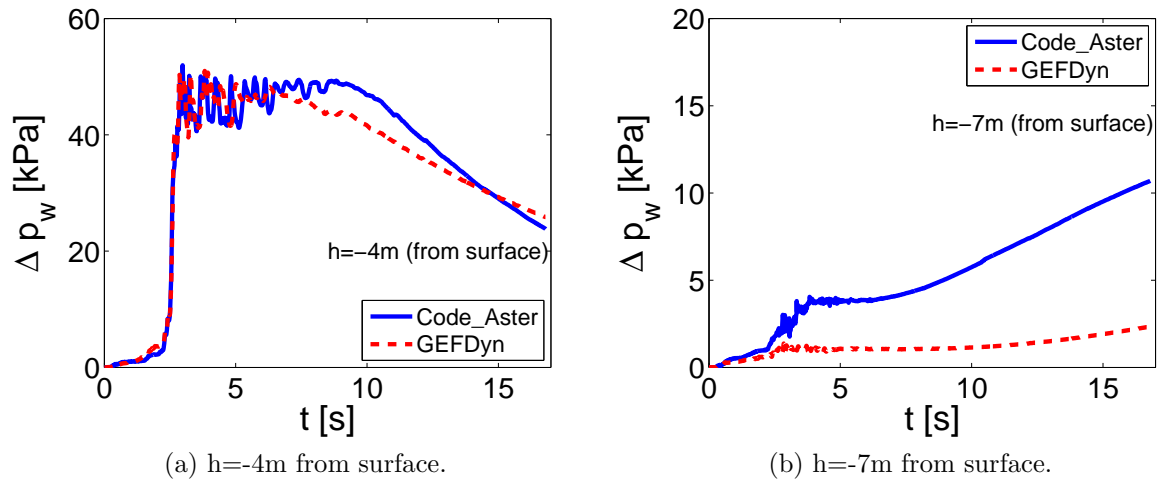 60
40
20
0
0
5
10
15
t [s]
Δ p_w [kPa]
h=−4m (from surface)
Code_Aster
GEFDyn
(a) h=-4m from surface.
20
15
10
5
0
0
5
10
15
t [s]
Δ p_w [kPa]
Code_Aster
GEFDyn
h=−7m (from surface)
(b) h=-7m from surface.